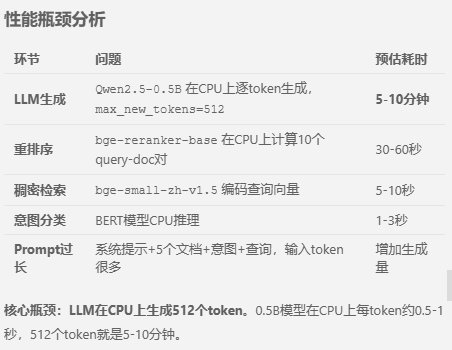 性能瓶颈分析
环节 问题 预估耗时
LLM生成 Qwen2.5-0.5B 在CPU上逐token生成， 5-10分钟
max_new_tokens=512
重排序 bge-reranker-base 在CPU上计算10个 30-60秒
query-doc对
稠密检索 bge-small-zh-v1.5 编码查询向量 5-10秒
意图分类 BERT模型CPU推理 1-3秒
Prompt过 系统提示+5个文档+意图+查询，输入token 增加生成
长 很多 量
核心瓶颈：LLM在CPU上生成512个token。0.5B模型在CPU上每token约0.5-1
秒，512个token就是5-10分钟。